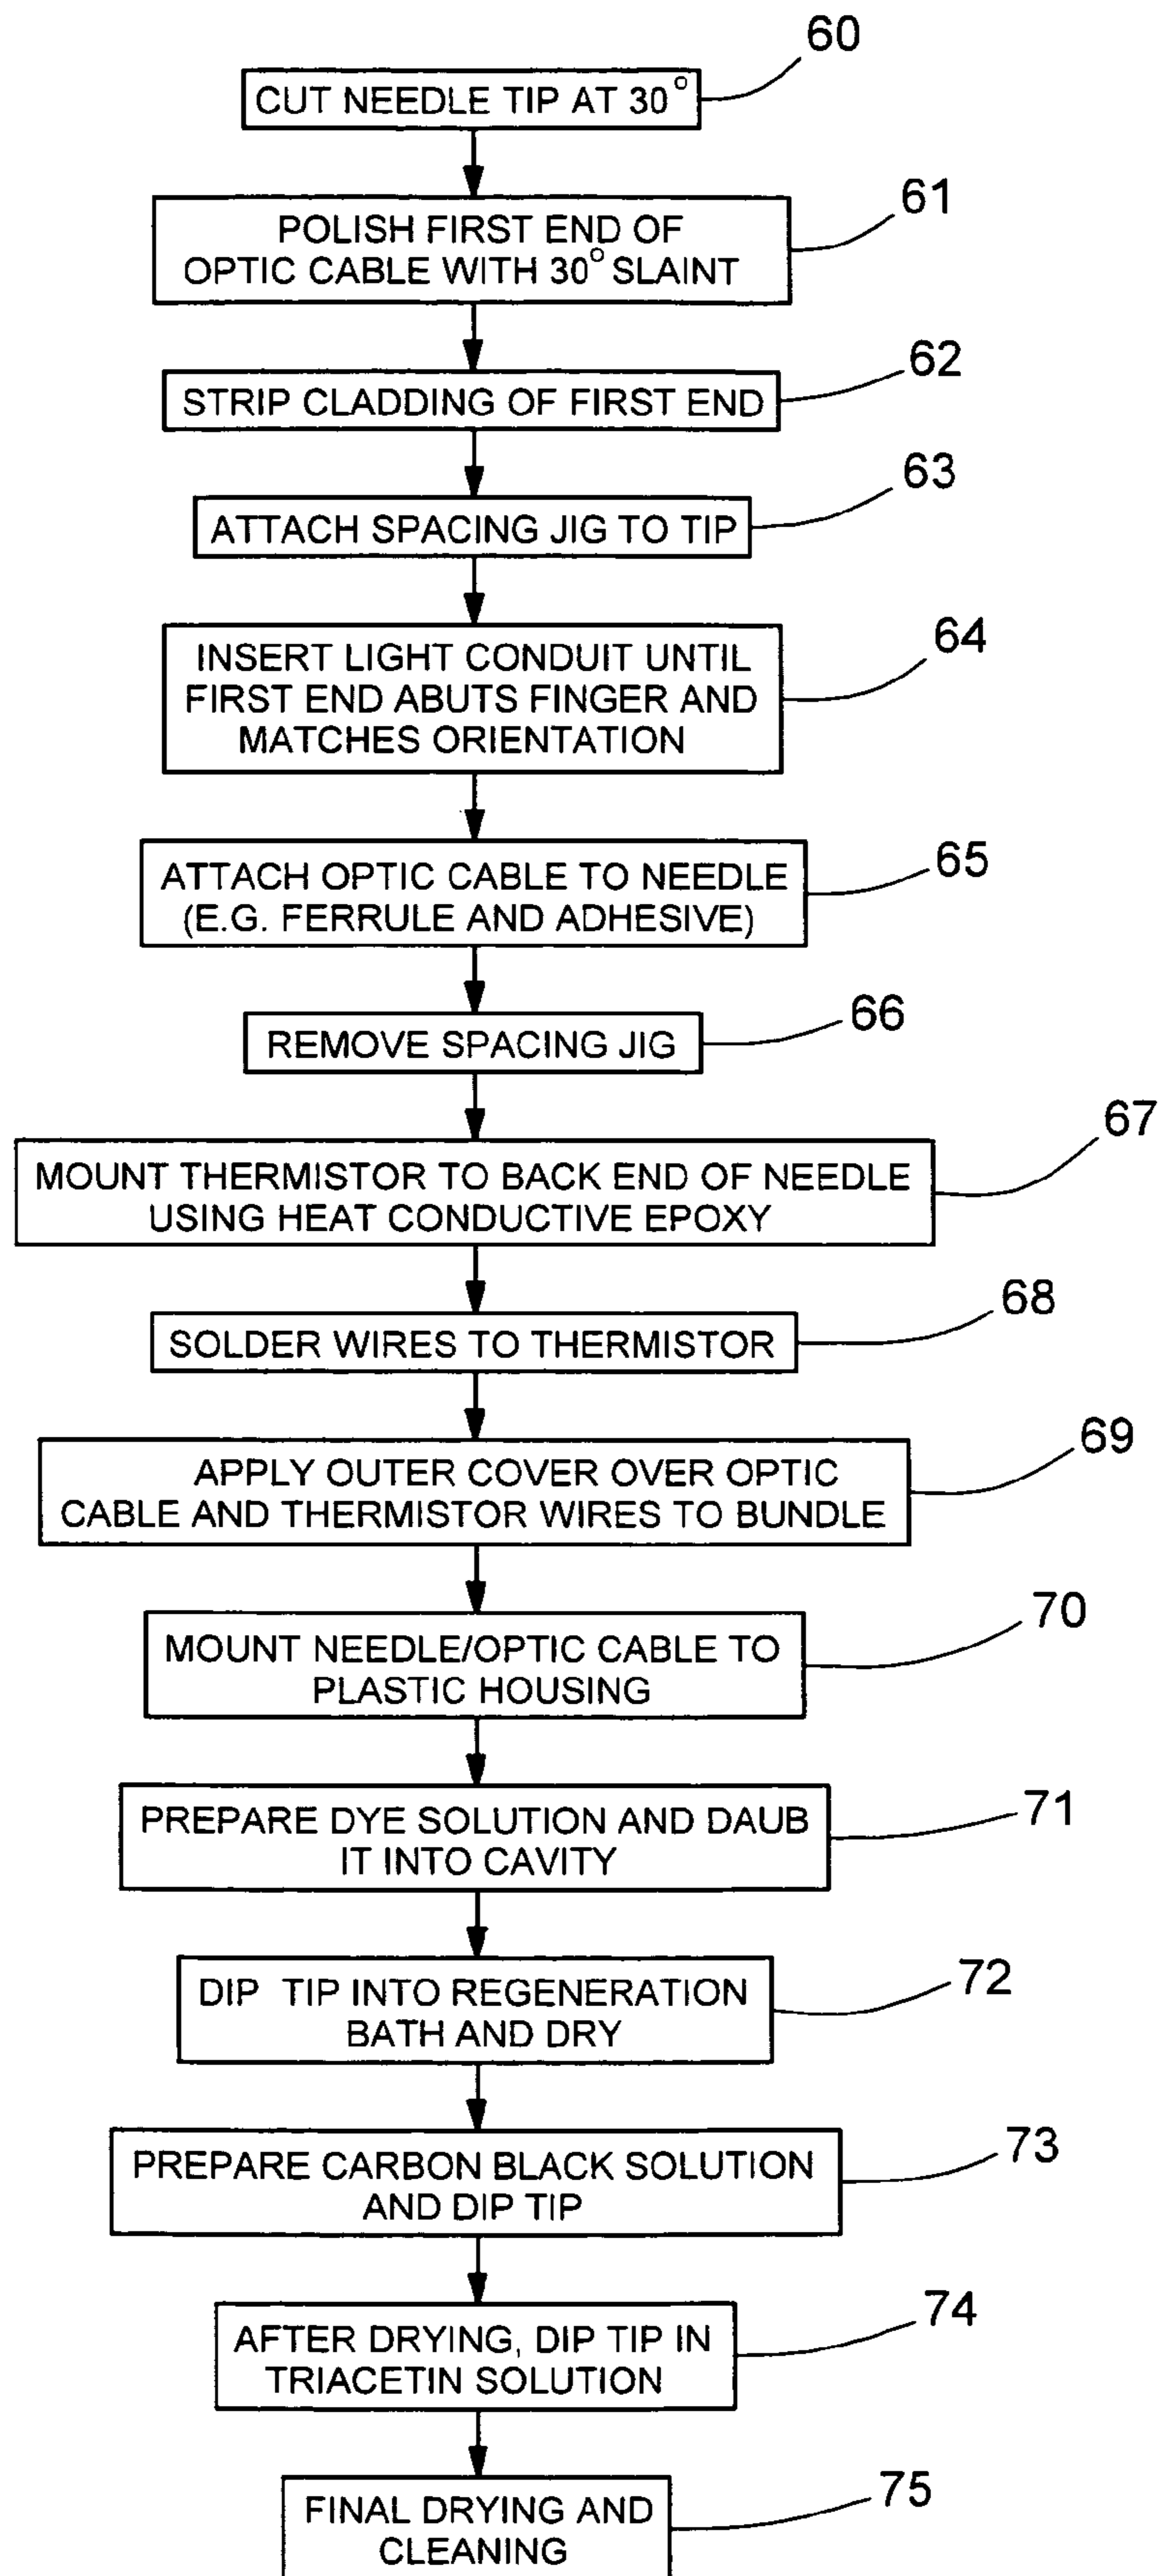 60
CUT NEEDLE TIP AT 30°
61
POLISH FIRST END OF
OPTIC CABLE WITH 30° SLAINT
62
STRIP CLADDING OF FIRST END
63
ATTACH SPACING JIG TO TIP
64
INSERT LIGHT CONDUIT UNTIL
FIRST END ABUTS FINGER AND
MATCHES ORIENTATION
65
ATTACH OPTIC CABLE TO NEEDLE
(E.G. FERRULE AND ADHESIVE)
66
REMOVE SPACING JIG
67
MOUNT THERMISTOR TO BACK END OF NEEDLE
USING HEAT CONDUCTIVE EPOXY
68
SOLDER WIRES TO THERMISTOR
69
APPLY OUTER COVER OVER OPTIC
CABLE AND THERMISTOR WIRES TO BUNDLE
70
MOUNT NEEDLE/OPTIC CABLE TO
PLASTIC HOUSING
71
PREPARE DYE SOLUTION AND DAUB
IT INTO CAVITY
72
DIP TIP INTO REGENERATION
BATH AND DRY
73
PREPARE CARBON BLACK SOLUTION
AND DIP TIP
74
AFTER DRYING, DIP TIP IN
TRIACETIN SOLUTION
75
FINAL DRYING AND
CLEANING